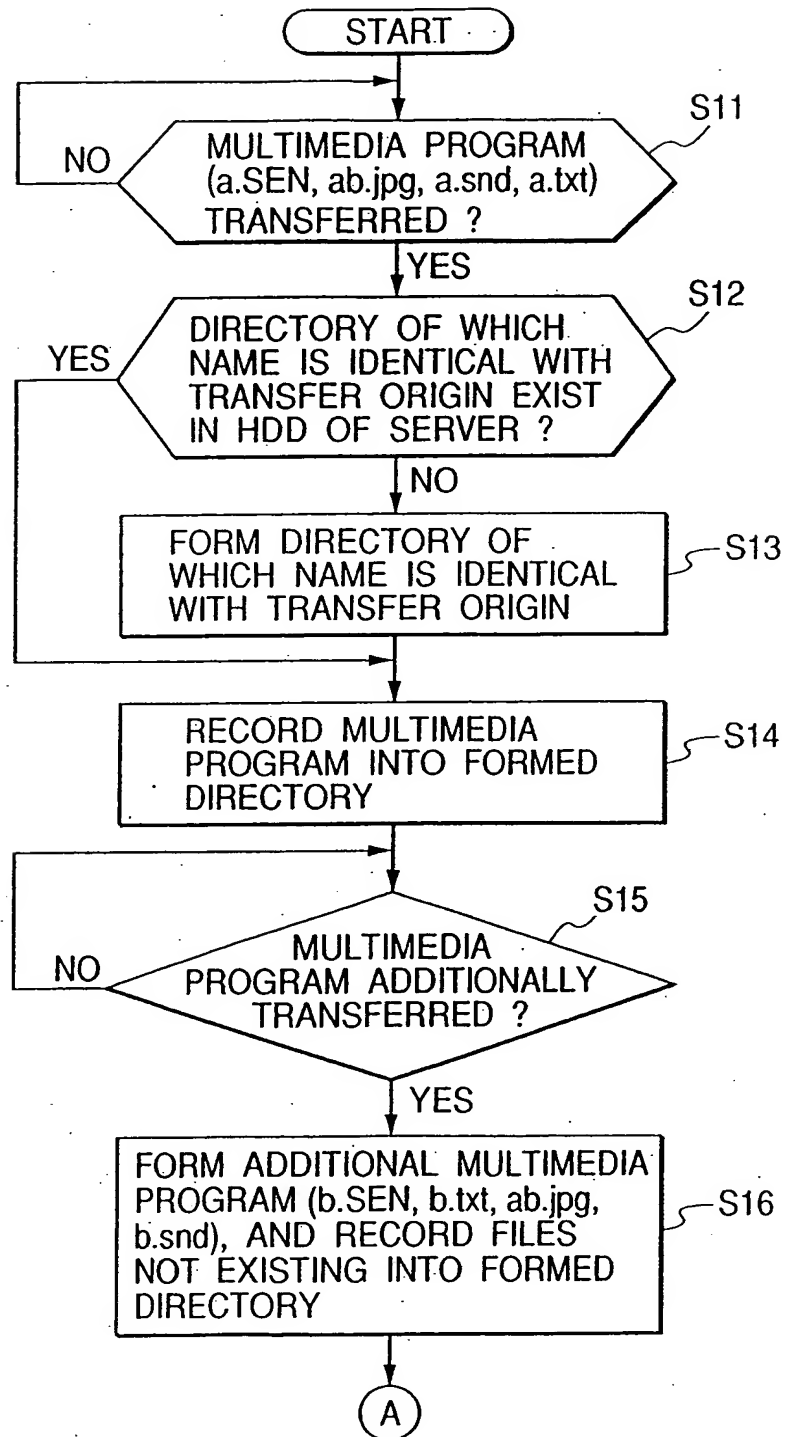 START
S11
NO
MULTIMEDIA PROGRAM
(a.SEN, ab.jpg, a.snd, a.txt)
TRANSFERRED ?
YES
S12
YES
DIRECTORY OF WHICH
NAME IS IDENTICAL WITH
TRANSFER ORIGIN EXIST
IN HDD OF SERVER ?
NO
FORM DIRECTORY OF
WHICH NAME IS IDENTICAL
WITH TRANSFER ORIGIN
S13
RECORD MULTIMEDIA
PROGRAM INTO FORMED
DIRECTORY
S14
S15
NO
MULTIMEDIA
PROGRAM ADDITIONALLY
TRANSFERRED ?
YES
FORM ADDITIONAL MULTIMEDIA
PROGRAM (b.SEN, b.txt, ab.jpg,
b.snd), AND RECORD FILES
NOT EXISTING INTO FORMED
DIRECTORY
S16
A